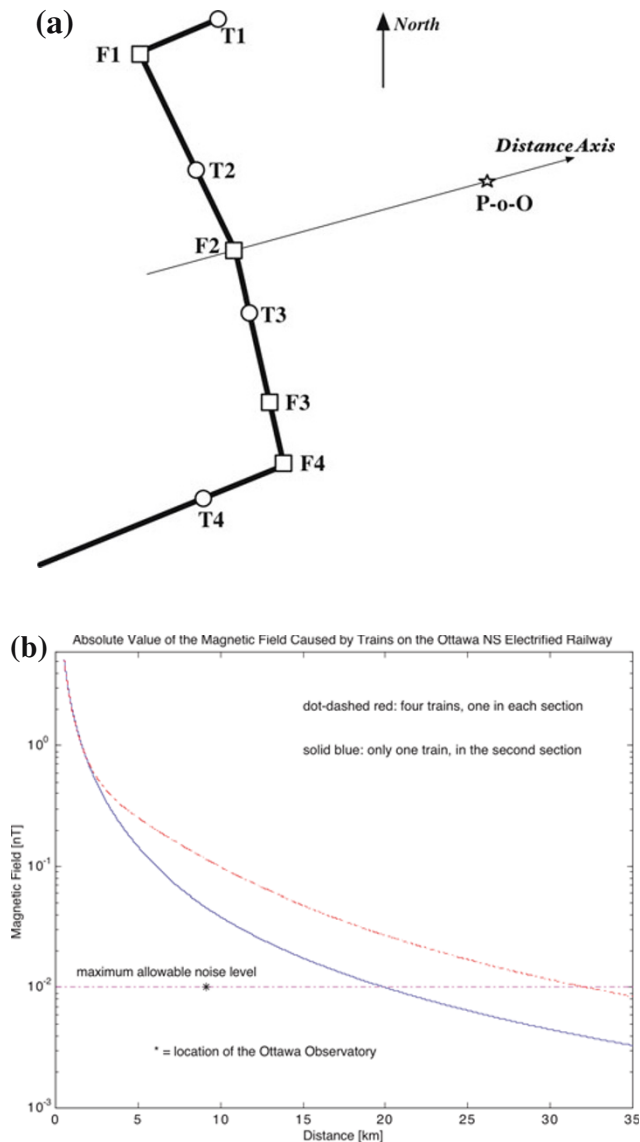 (a)
T1
F1
North
T2
Distance Axis
P-o-O
F2
T3
F3
F4
T4
(b)
Absolute Value of the Magnetic Field Caused by Trains on the Ottawa NS Electrified Railway
dot-dashed red: four trains, one in each section
solid blue: only one train, in the second section
Magnetic Field [nT]
10^0
10^-1
10^-2
10^-3
maximum allowable noise level
*
* = location of the Ottawa Observatory
0 5 10 15 20 25 30 35
Distance [km]